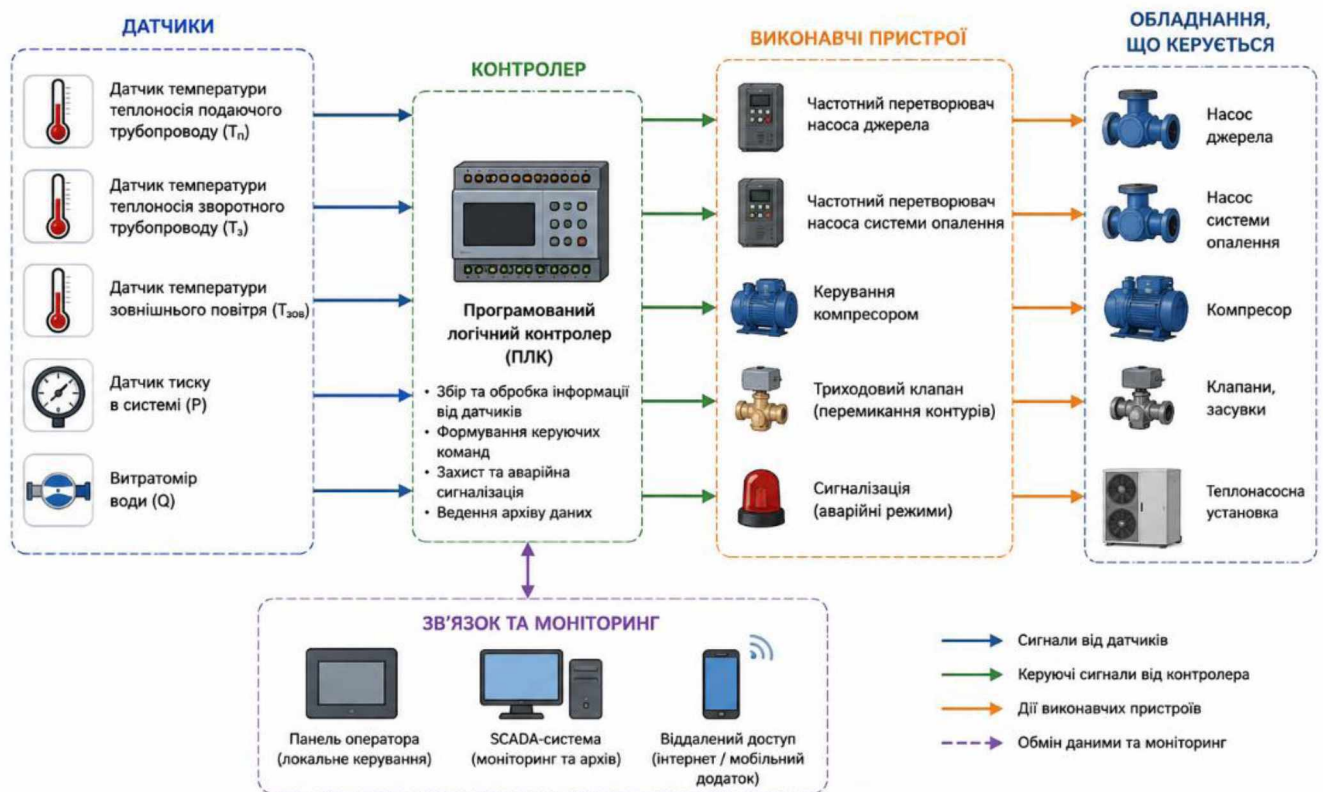 ДАТЧИКИ
Датчик температури
теплоносія подаючого
трубопроводу (Tп)
Датчик температури
теплоносія зворотного
трубопроводу (Tз)
Датчик температури
зовнішнього повітря (Tзов)
Датчик тиску
в системі (P)
Витратомір
води (Q)
КОНТРОЛЕР
Програмований
логічний контролер
(ПЛК)
• Збір та обробка інформації
від датчиків
• Формування керуючих
команд
• Захист та аварійна
сигналізація
• Ведення архіву даних
ВИКОНАВЧІ ПРИСТРОЇ
Частотний перетворювач
насоса джерела
Частотний перетворювач
насоса системи опалення
Керування
компресором
Триходовий клапан
(перемикання контурів)
Сигналізація
(аварійні режими)
ОБЛАДНАННЯ,
ЩО КЕРУЄТЬСЯ
Насос
джерела
Насос
системи
опалення
Компресор
Клапани,
засувки
Теплонасосна
установка
ЗВ'ЯЗОК ТА МОНІТОРИНГ
Панель оператора
(локальне керування)
SCADA-система
(моніторинг та архів)
Віддалений доступ
(інтернет / мобільний
додаток)
Сигнали від датчиків
Керуючі сигнали від контролера
Дії виконавчих пристроїв
Обмін даними та моніторинг